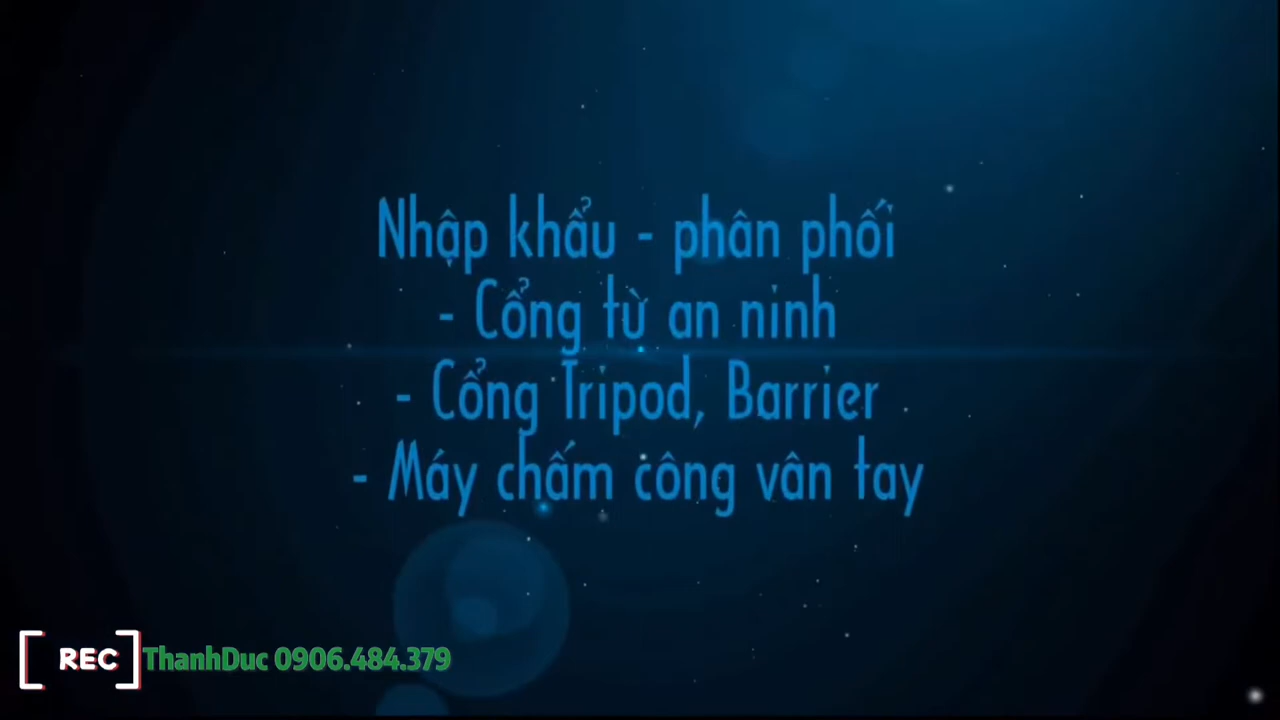 Nhập khẩu - phân phối
- Cổng từ an ninh
- Cổng Tripod, Barrier
- Máy chấm công vân tay
REC ThanhDuc 0906.484.379